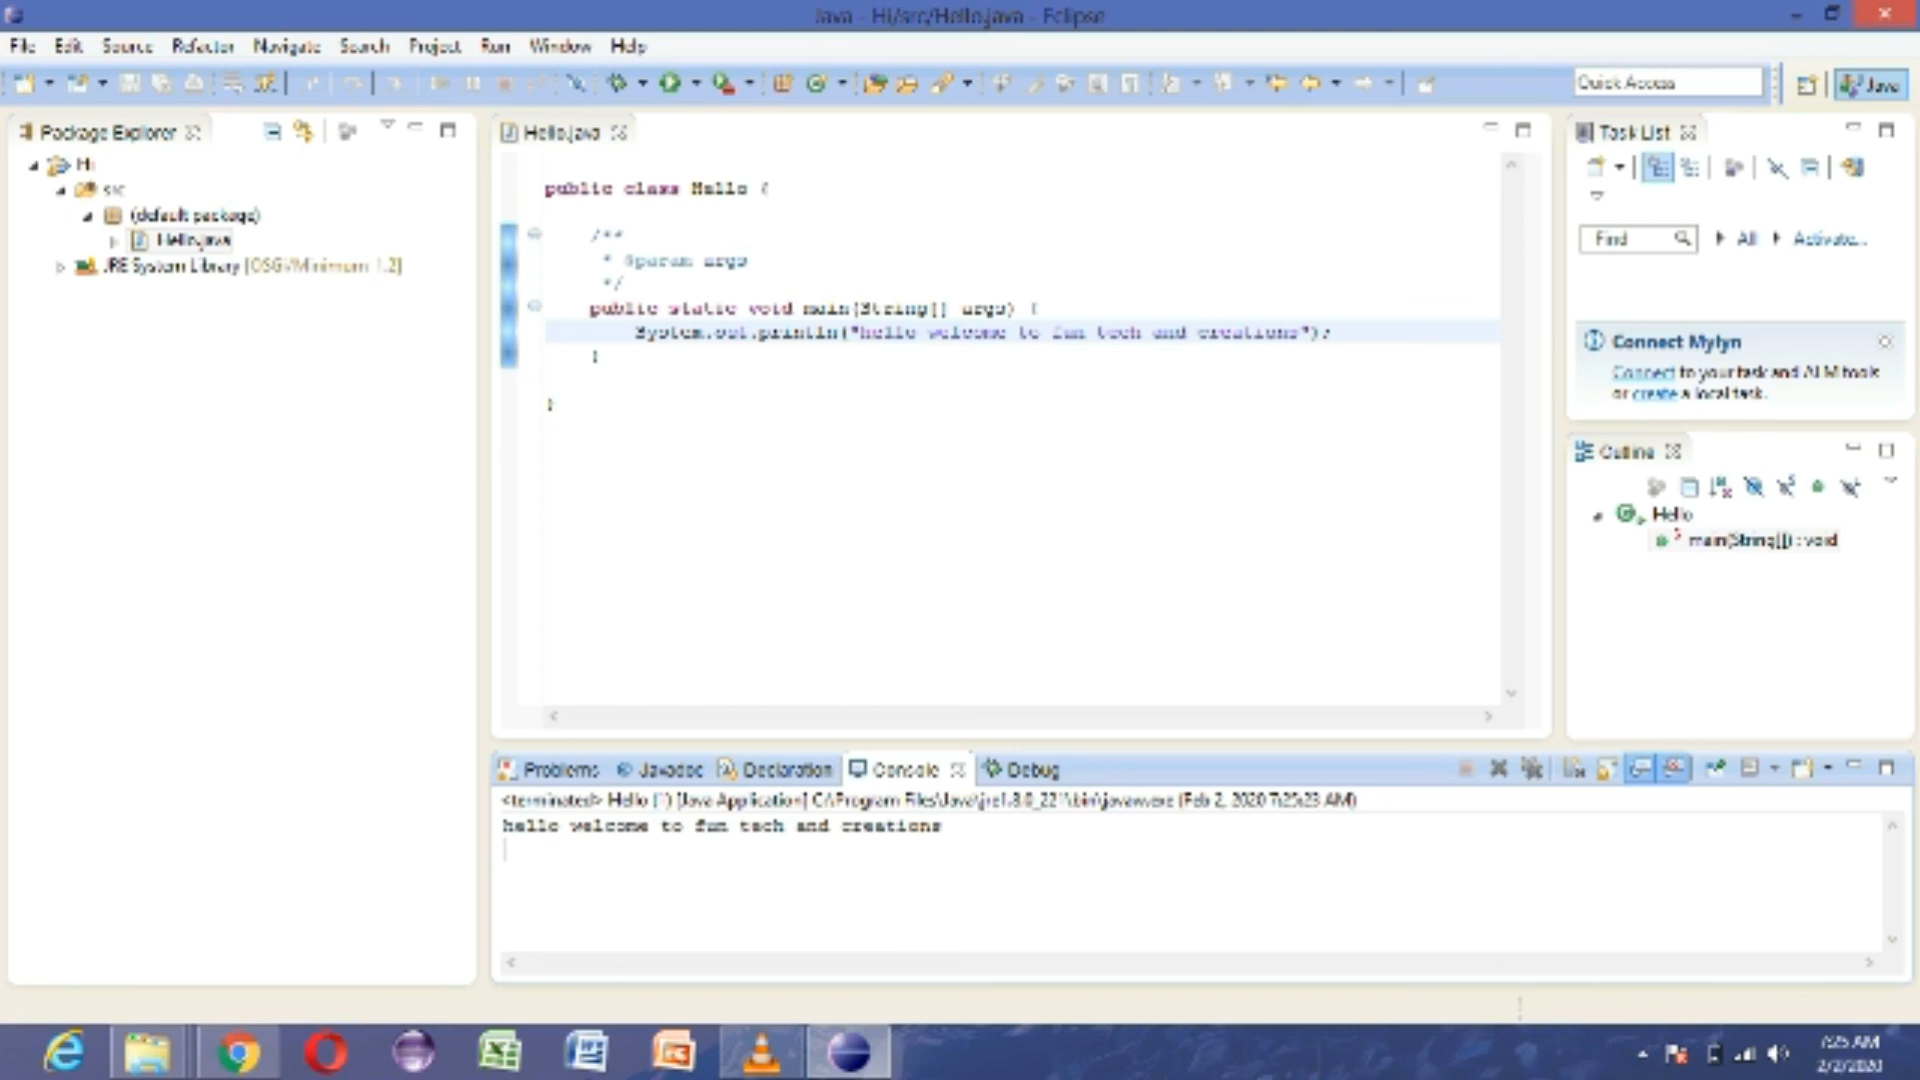 Java - Hi/src/Hello.java - Eclipse
File Edit Source Refactor Navigate Search Project Run Window Help
Quick Access
Java
Package Explorer
Hi
src
(default package)
Hello.java
JRE System Library [OSGi/Minimum-1.2]
Hello.java
public class Hello {
/**
* @param args
*/
public static void main(String[] args) {
System.out.println("hello welcome to fun tech and creations");
}
}
Task List
Find
All
Activate...
Connect Mylyn
Connect to your task and ALM tools
or create a local task.
Outline
Hello
main(String[]) : void
Problems Javadoc Declaration Console Debug
<terminated> Hello (1) [Java Application] C:\Program Files\Java\jre1.8.0_221\bin\javaw.exe (Feb 2, 2020 7:25:23 AM)
hello welcome to fun tech and creations
7:25 AM
2/2/2020